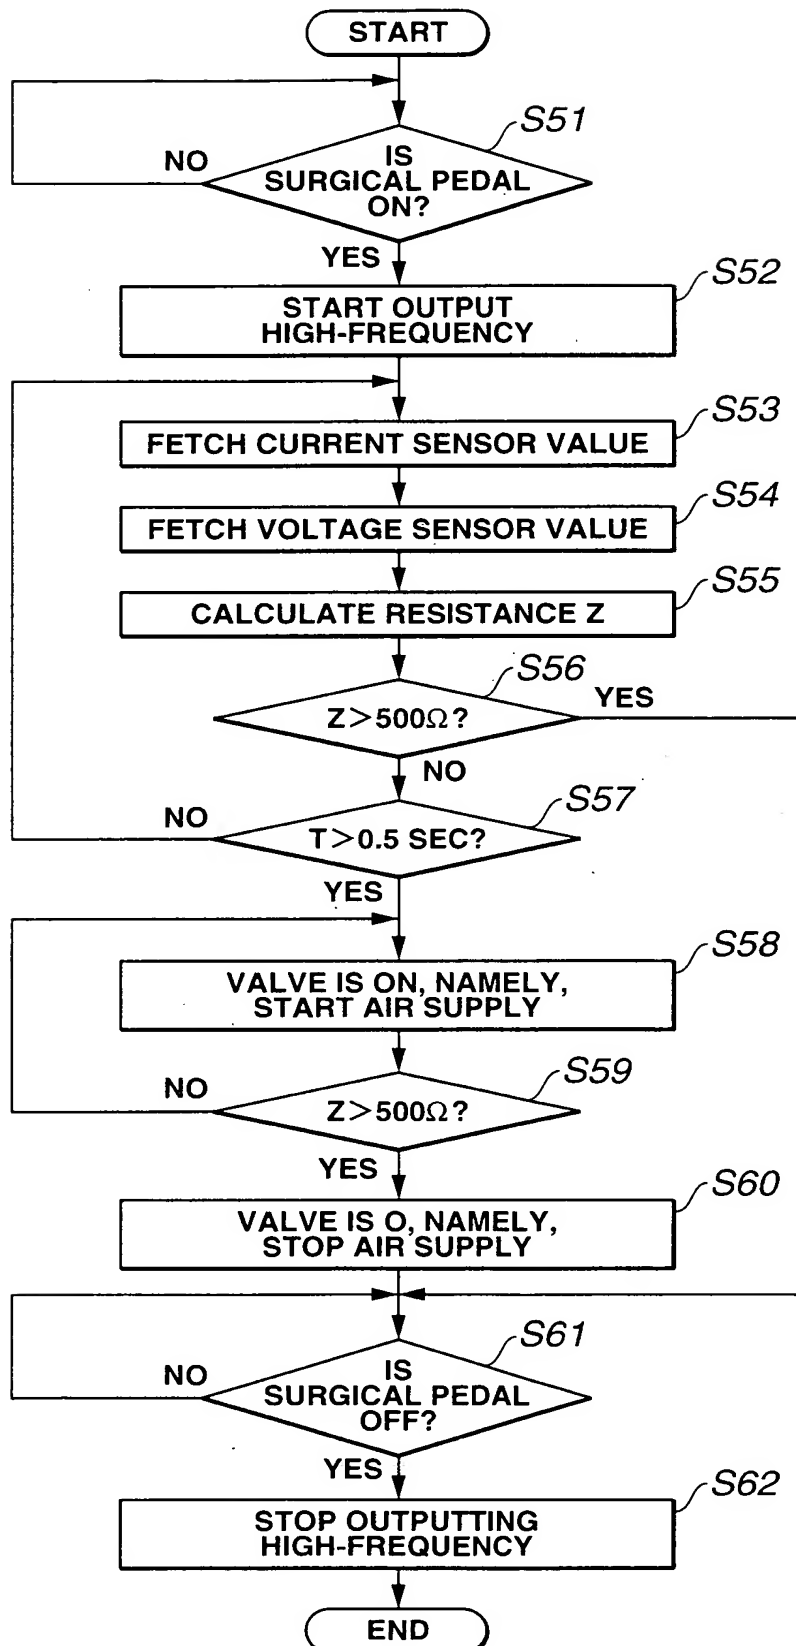 START
S51
NO
IS
SURGICAL PEDAL
ON?
YES
S52
START OUTPUT
HIGH-FREQUENCY
S53
FETCH CURRENT SENSOR VALUE
S54
FETCH VOLTAGE SENSOR VALUE
S55
CALCULATE RESISTANCE Z
S56
YES
Z>500Ω?
NO
S57
NO
T>0.5 SEC?
YES
S58
VALVE IS ON, NAMELY,
START AIR SUPPLY
S59
NO
Z>500Ω?
YES
S60
VALVE IS O, NAMELY,
STOP AIR SUPPLY
S61
NO
IS
SURGICAL PEDAL
OFF?
YES
S62
STOP OUTPUTTING
HIGH-FREQUENCY
END